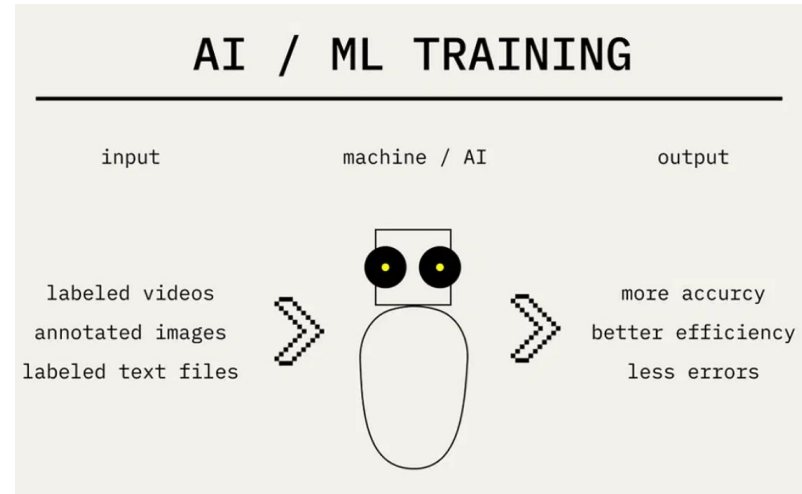 AI / ML TRAINING
input
machine / AI
output
labeled videos
annotated images
labeled text files
more accurcy
better efficiency
less errors